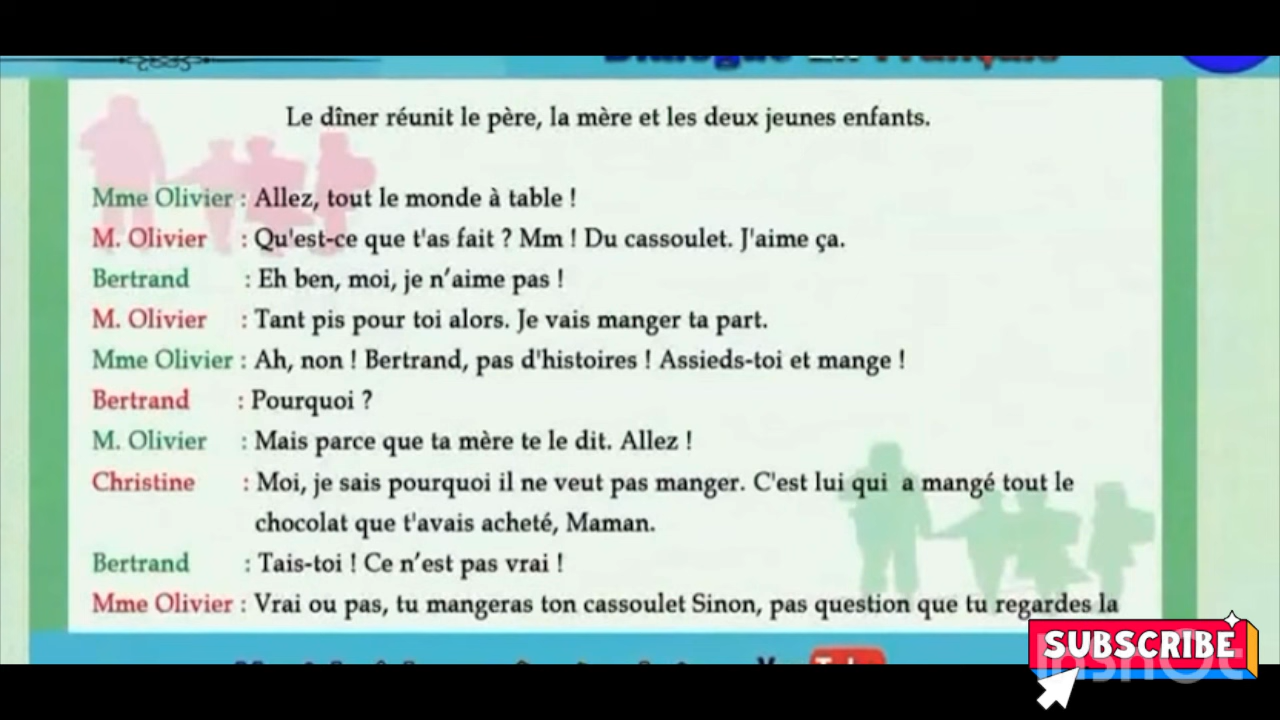 Dialogue En Français
Le dîner réunit le père, la mère et les deux jeunes enfants.
Mme Olivier : Allez, tout le monde à table !
M. Olivier : Qu'est-ce que t'as fait ? Mm ! Du cassoulet. J'aime ça.
Bertrand : Eh ben, moi, je n’aime pas !
M. Olivier : Tant pis pour toi alors. Je vais manger ta part.
Mme Olivier : Ah, non ! Bertrand, pas d'histoires ! Assieds-toi et mange !
Bertrand : Pourquoi ?
M. Olivier : Mais parce que ta mère te le dit. Allez !
Christine : Moi, je sais pourquoi il ne veut pas manger. C'est lui qui a mangé tout le
chocolat que t'avais acheté, Maman.
Bertrand : Tais-toi ! Ce n’est pas vrai !
Mme Olivier : Vrai ou pas, tu mangeras ton cassoulet Sinon, pas question que tu regardes la
SUBSCRIBE